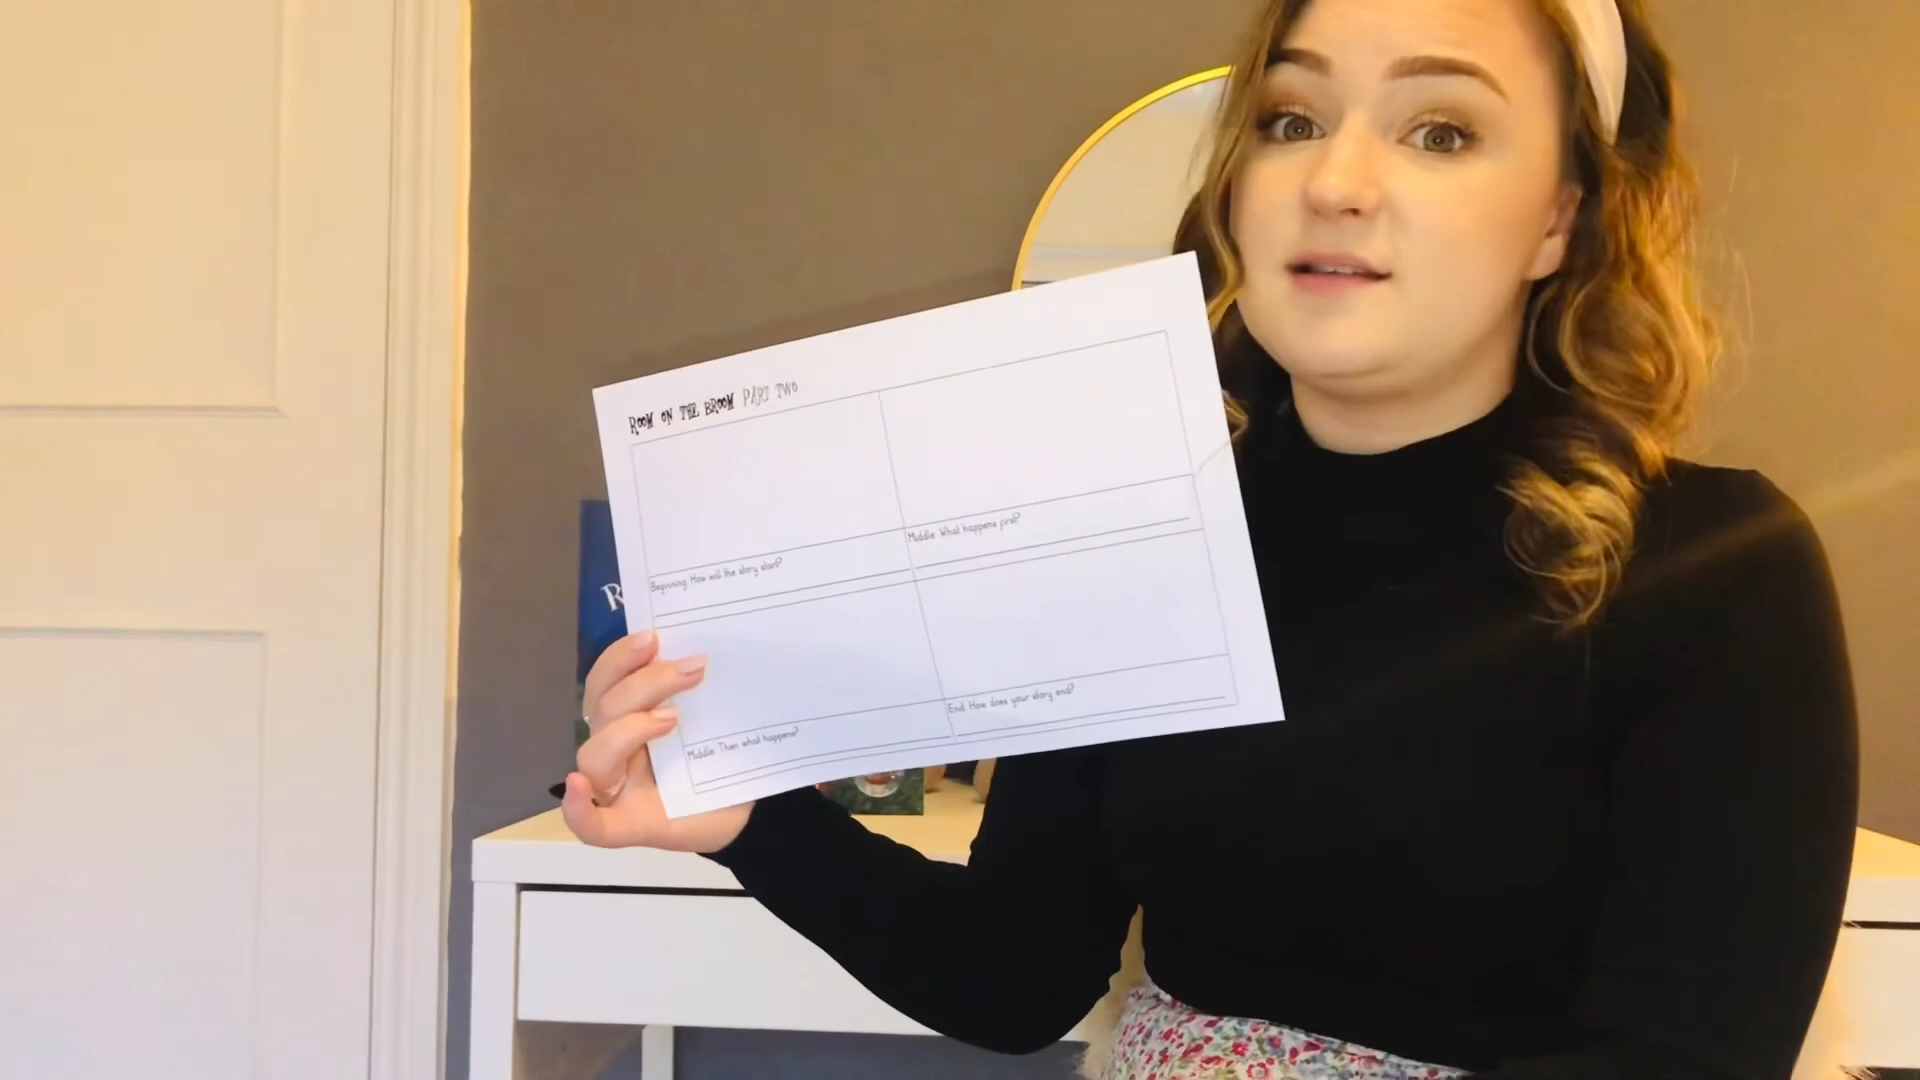 ROOM ON THE BROOM PART TWO
Beginning: How will the story start?
Middle: What happens first?
Middle: Then what happens?
End: How does your story end?
R